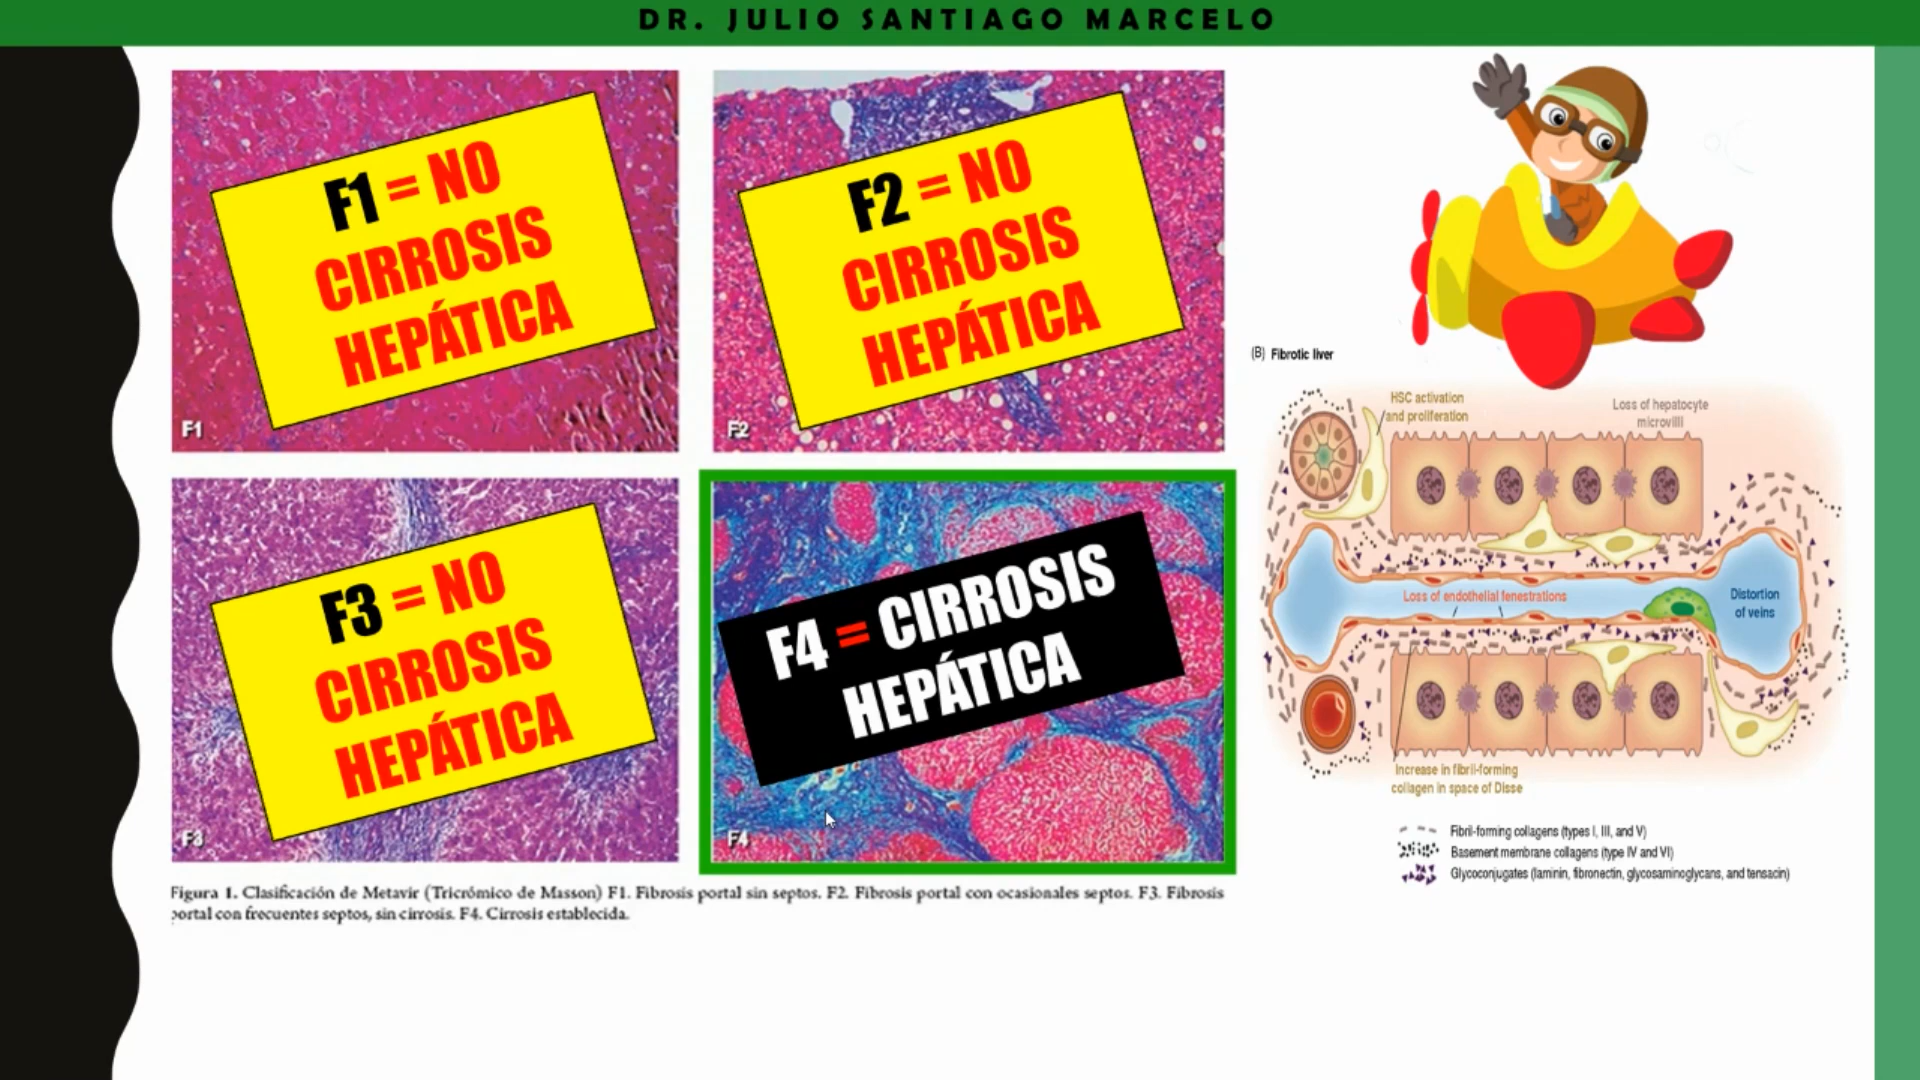 DR. JULIO SANTIAGO MARCELO
F1 = NO
CIRROSIS
HEPÁTICA
F1
F2 = NO
CIRROSIS
HEPÁTICA
F2
F3 = NO
CIRROSIS
HEPÁTICA
F3
F4 = CIRROSIS
HEPÁTICA
F4
Figura 1. Clasificación de Metavir (Tricrómico de Masson) F1. Fibrosis portal sin septos. F2. Fibrosis portal con ocasionales septos. F3. Fibrosis
portal con frecuentes septos, sin cirrosis. F4. Cirrosis establecida.
(B) Fibrotic liver
HSC activation
and proliferation
Loss of hepatocyte
microvilli
Loss of endothelial fenestrations
Distortion
of veins
Increase in fibril-forming
collagen in space of Disse
Fibril-forming collagens (types I, III, and V)
Basement membrane collagens (type IV and VI)
Glycoconjugates (laminin, fibronectin, glycosaminoglycans, and tensacin)